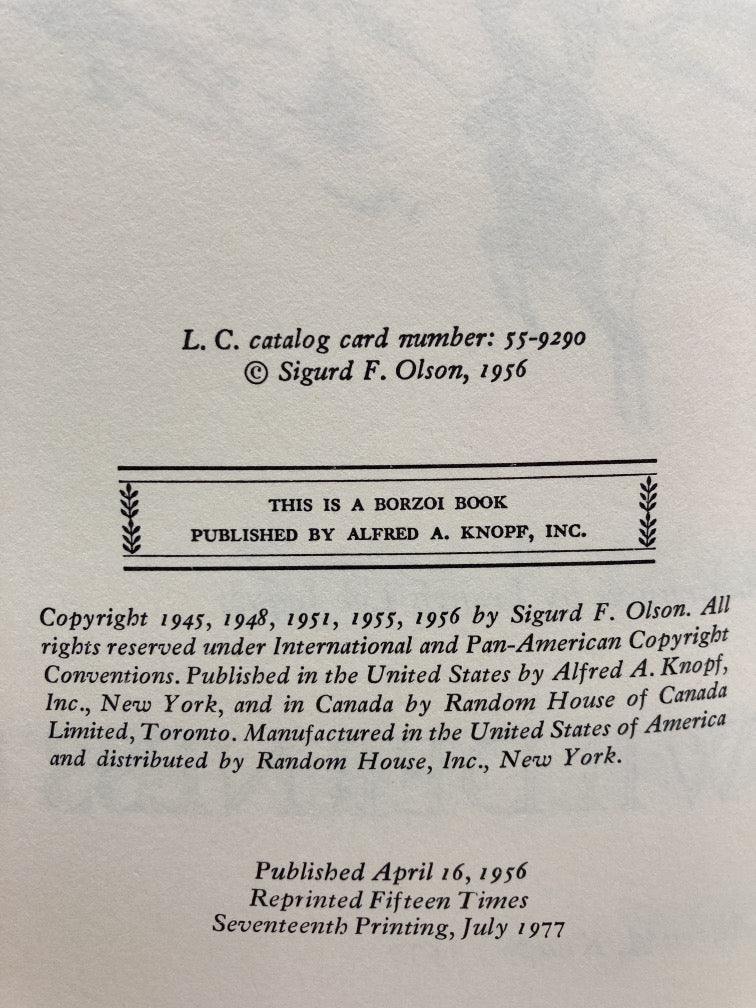 L. C. catalog card number: 55-9290
© Sigurd F. Olson, 1956
THIS IS A BORZOI BOOK
PUBLISHED BY ALFRED A. KNOPF, INC.
Copyright 1945, 1948, 1951, 1955, 1956 by Sigurd F. Olson. All
rights reserved under International and Pan-American Copyright
Conventions. Published in the United States by Alfred A. Knopf,
Inc., New York, and in Canada by Random House of Canada
Limited, Toronto. Manufactured in the United States of America
and distributed by Random House, Inc., New York.
Published April 16, 1956
Reprinted Fifteen Times
Seventeenth Printing, July 1977